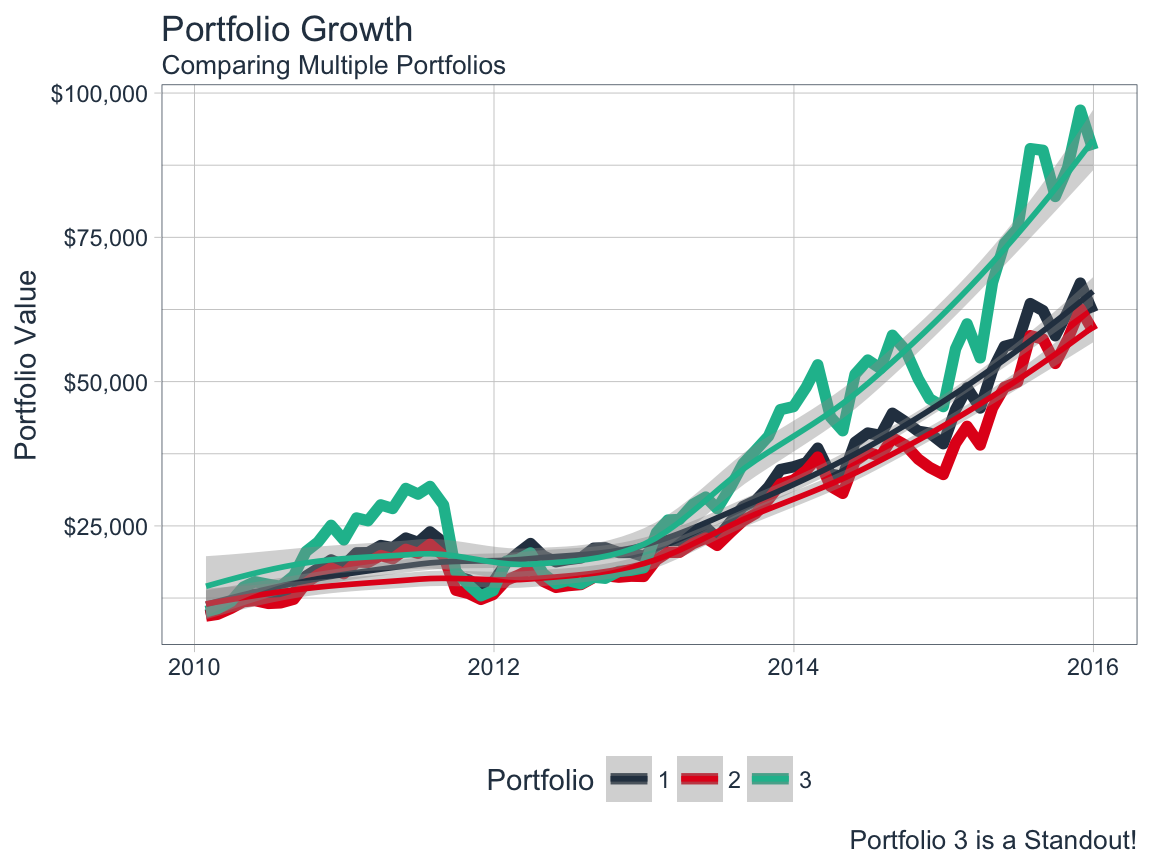 Portfolio Growth
Comparing Multiple Portfolios
Portfolio Value
$100,000
$75,000
$50,000
$25,000
2010 2012 2014 2016
Portfolio 1 2 3
Portfolio 3 is a Standout!